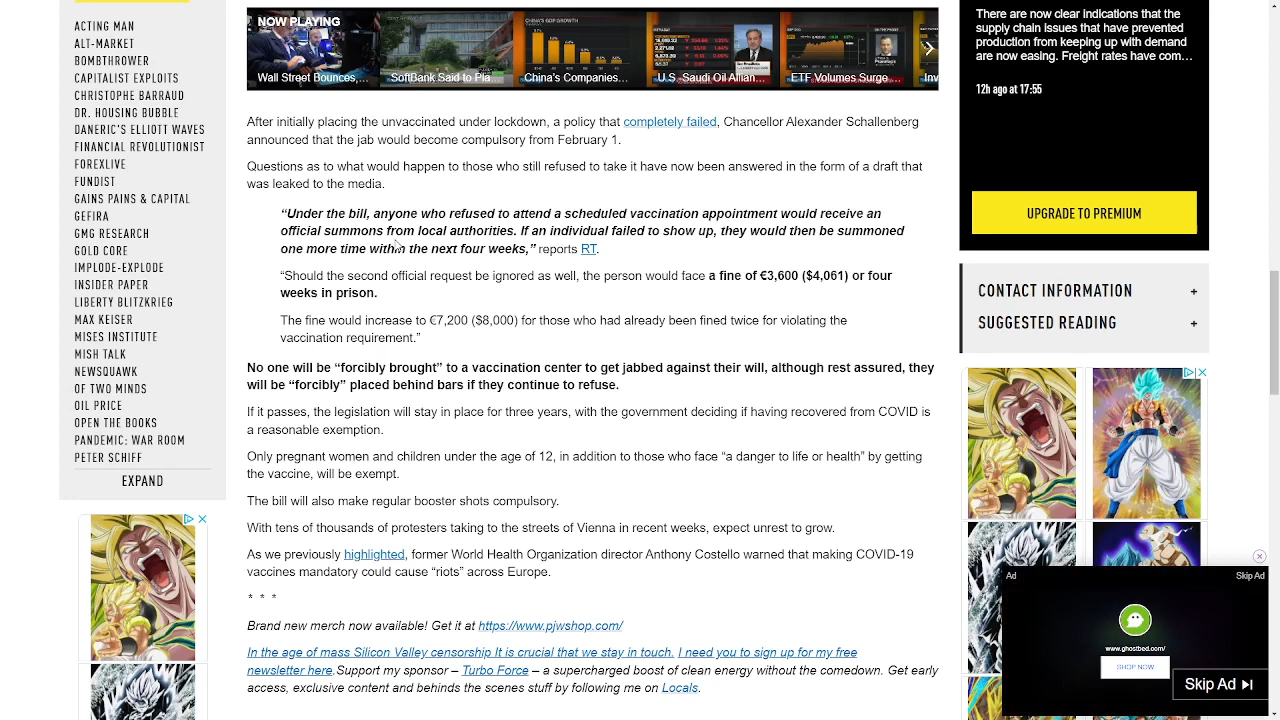 ACTING MAN
ALT-MARKET
BOMBTHROWER
CAPITALIST EXPLOITS
CHRISTOPHE BARRAUD
DR. HOUSING BUBBLE
DANERIC'S ELLIOTT WAVES
FINANCIAL REVOLUTIONIST
FOREXLIVE
FUNDIST
GAINS PAINS & CAPITAL
GEFIRA
GMG RESEARCH
GOLD CORE
IMPLODE-EXPLODE
INSIDER PAPER
LIBERTY BLITZKRIEG
MAX KEISER
MISES INSTITUTE
MISH TALK
NEWSQUAWK
OF TWO MINDS
OIL PRICE
OPEN THE BOOKS
PANDEMIC: WAR ROOM
PETER SCHIFF
EXPAND
NOW PLAYING
CHINA'S GDP GROWTH
Wall Street Bounces,...
SoftBank Said to Pla...
China's Companies...
U.S. Saudi Oil Allian...
ETF Volumes Surge...
Inv
After initially placing the unvaccinated under lockdown, a policy that completely failed, Chancellor Alexander Schallenberg
announced that the jab would become compulsory from February 1.
Questions as to what would happen to those who still refused to take it have now been answered in the form of a draft that
was leaked to the media.
“Under the bill, anyone who refused to attend a scheduled vaccination appointment would receive an
official summons from local authorities. If an individual failed to show up, they would then be summoned
one more time within the next four weeks,” reports RT.
“Should the second official request be ignored as well, the person would face a fine of €3,600 ($4,061) or four
weeks in prison.
The fine would increase to €7,200 ($8,000) for those who had already been fined twice for violating the
vaccination requirement.”
No one will be “forcibly brought” to a vaccination center to get jabbed against their will, although rest assured, they
will be “forcibly” placed behind bars if they continue to refuse.
If it passes, the legislation will stay in place for three years, with the government deciding if having recovered from COVID is
a reasonable exemption.
Only pregnant women and children under the age of 12, in addition to those who face “a danger to life or health” by getting
the vaccine, will be exempt.
The bill will also make regular booster shots compulsory.
With tens of thousands of protesters taking to the streets of Vienna in recent weeks, expect unrest to grow.
As we previously highlighted, former World Health Organization director Anthony Costello warned that making COVID-19
vaccines mandatory could cause “riots” across Europe.
* * *
Brand new merch now available! Get it at https://www.pjwshop.com/
In the age of mass Silicon Valley censorship It is crucial that we stay in touch. I need you to sign up for my free
newsletter here. Support my sponsor – Turbo Force – a supercharged boost of clean energy without the comedown. Get early
access, exclusive content and behinds the scenes stuff by following me on Locals.
There are now clear indications that the
supply chain issues that have prevented
production from keeping up with demand
are now easing. Freight rates have com...
12h ago at 17:55
UPGRADE TO PREMIUM
CONTACT INFORMATION +
SUGGESTED READING +
Ad
Skip Ad
www.ghostbed.com/
SHOP NOW
Skip Ad